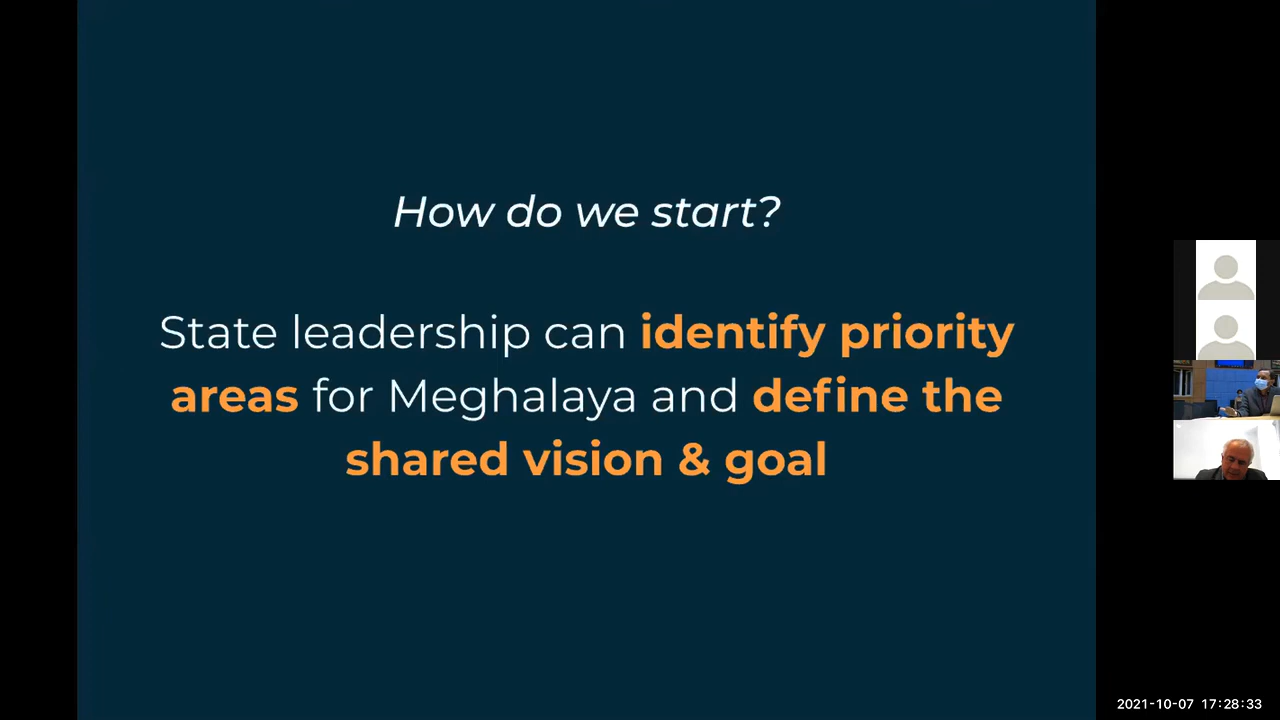 How do we start?
State leadership can identify priority
areas for Meghalaya and define the
shared vision & goal
2021-10-07 17:28:33